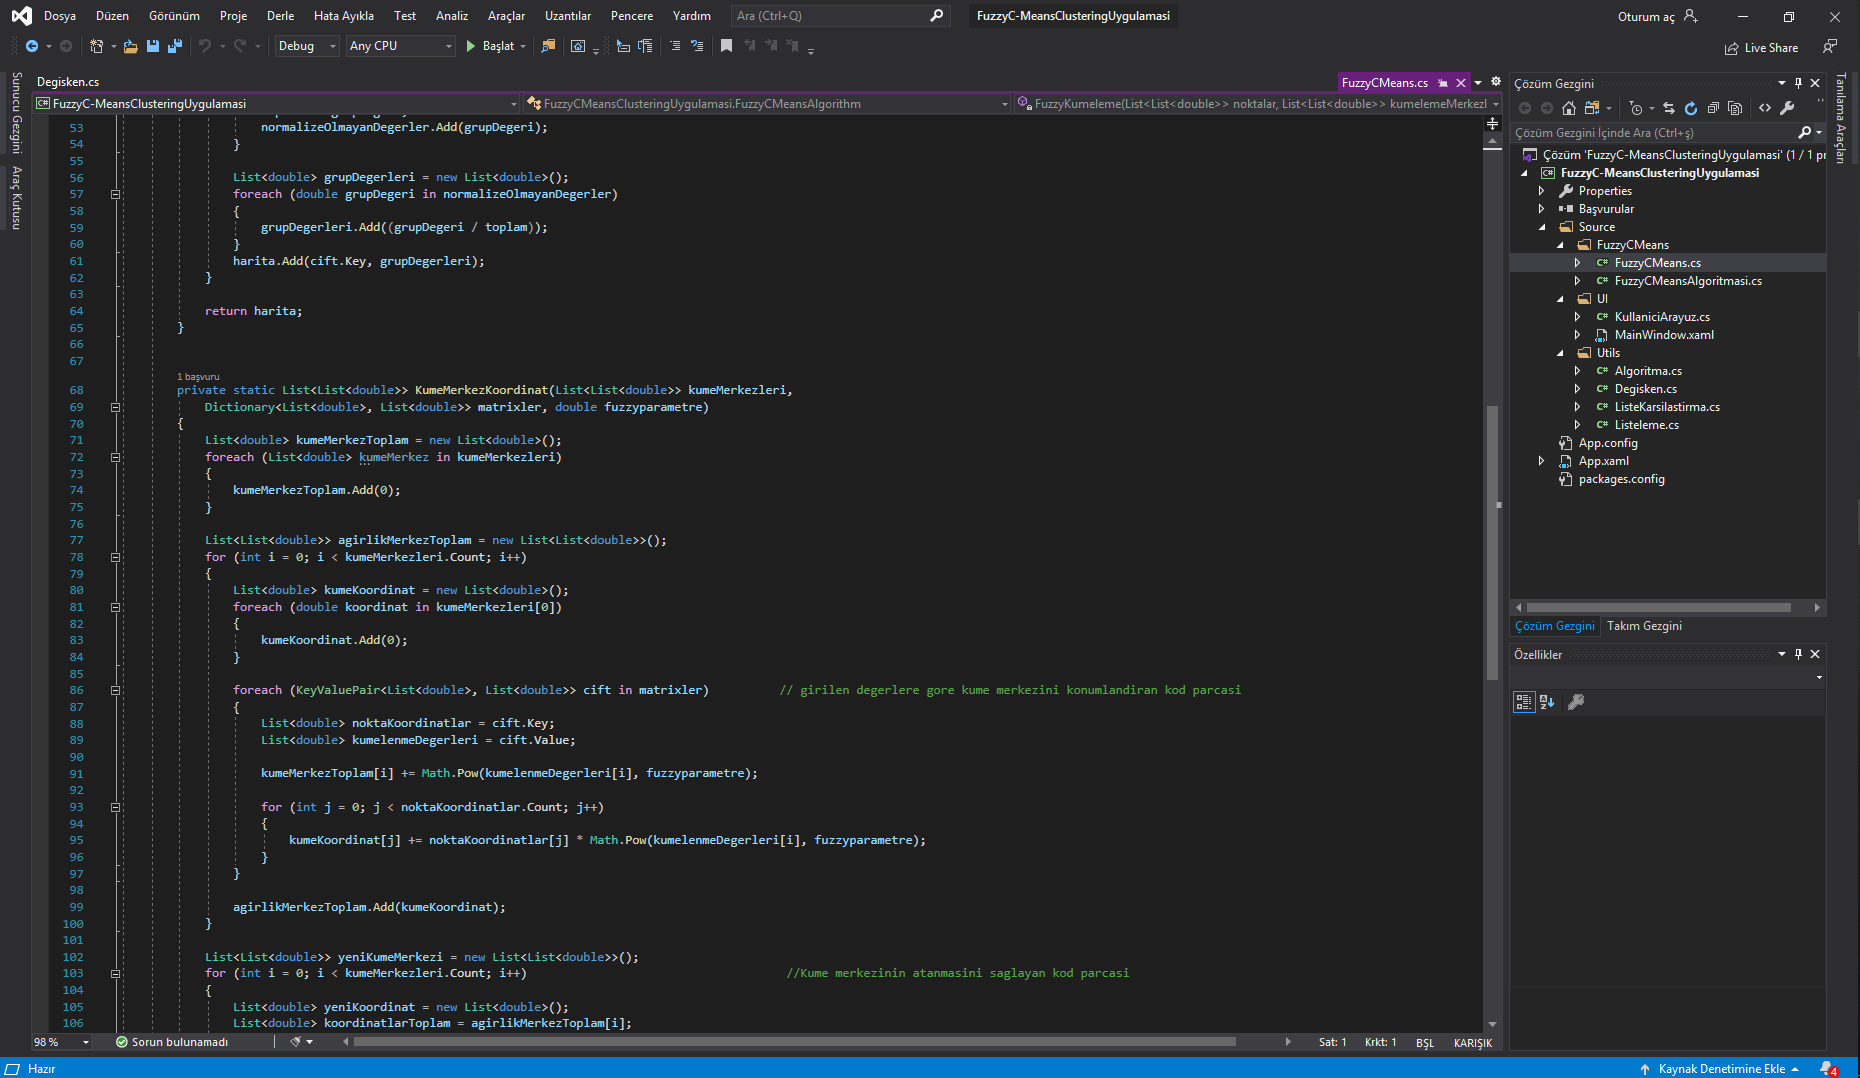 Dosya Düzen Görünüm Proje Derle Hata Ayıkla Test Analiz Araçlar Uzantılar Pencere Yardım Ara (Ctrl+Q) FuzzyC-MeansClusteringUygulamasi Oturum aç
Debug Any CPU Başlat Live Share
Sunucu Gezgini
Araç Kutusu
Degisken.cs FuzzyCMeans.cs
FuzzyC-MeansClusteringUygulamasi FuzzyCMeansClusteringUygulamasi.FuzzyCMeansAlgorithm FuzzyKumeleme(List<List<double>> noktalar, List<List<double>> kumelemeMerkezl
53 normalizeOlmayanDegerler.Add(grupDegeri);
54 }
55
56 List<double> grupDegerleri = new List<double>();
57 foreach (double grupDegeri in normalizeOlmayanDegerler)
58 {
59 grupDegerleri.Add((grupDegeri / toplam));
60 }
61 harita.Add(cift.Key, grupDegerleri);
62 }
63
64 return harita;
65 }
66
67
1 başvuru
68 private static List<List<double>> KumeMerkezKoordinat(List<List<double>> kumeMerkezleri,
69 Dictionary<List<double>, List<double>> matrixler, double fuzzyparametre)
70 {
71 List<double> kumeMerkezToplam = new List<double>();
72 foreach (List<double> kumeMerkez in kumeMerkezleri)
73 {
74 kumeMerkezToplam.Add(0);
75 }
76
77 List<List<double>> agirlikMerkezToplam = new List<List<double>>();
78 for (int i = 0; i < kumeMerkezleri.Count; i++)
79 {
80 List<double> kumeKoordinat = new List<double>();
81 foreach (double koordinat in kumeMerkezleri[0])
82 {
83 kumeKoordinat.Add(0);
84 }
85
86 foreach (KeyValuePair<List<double>, List<double>> cift in matrixler) // girilen degerlere gore kume merkezini konumlandiran kod parcasi
87 {
88 List<double> noktaKoordinatlar = cift.Key;
89 List<double> kumelenmeDegerleri = cift.Value;
90
91 kumeMerkezToplam[i] += Math.Pow(kumelenmeDegerleri[i], fuzzyparametre);
92
93 for (int j = 0; j < noktaKoordinatlar.Count; j++)
94 {
95 kumeKoordinat[j] += noktaKoordinatlar[j] * Math.Pow(kumelenmeDegerleri[i], fuzzyparametre);
96 }
97 }
98
99 agirlikMerkezToplam.Add(kumeKoordinat);
100 }
101
102 List<List<double>> yeniKumeMerkezi = new List<List<double>>();
103 for (int i = 0; i < kumeMerkezleri.Count; i++) //Kume merkezinin atanmasini saglayan kod parcasi
104 {
105 List<double> yeniKoordinat = new List<double>();
106 List<double> koordinatlarToplam = agirlikMerkezToplam[i];
98 % Sorun bulunamadı Sat: 1 Krkt: 1 BŞL KARIŞIK
Çözüm Gezgini
Çözüm Gezgini İçinde Ara (Ctrl+ş)
Çözüm 'FuzzyC-MeansClusteringUygulamasi' (1 / 1 pr
C# FuzzyC-MeansClusteringUygulamasi
Properties
Başvurular
Source
FuzzyCMeans
C# FuzzyCMeans.cs
C# FuzzyCMeansAlgoritmasi.cs
UI
C# KullaniciArayuz.cs
MainWindow.xaml
Utils
C# Algoritma.cs
C# Degisken.cs
C# ListeKarsilastirma.cs
C# Listeleme.cs
App.config
App.xaml
packages.config
Çözüm Gezgini Takım Gezgini
Özellikler
Tanılama Araçları
Hazır Kaynak Denetimine Ekle 4